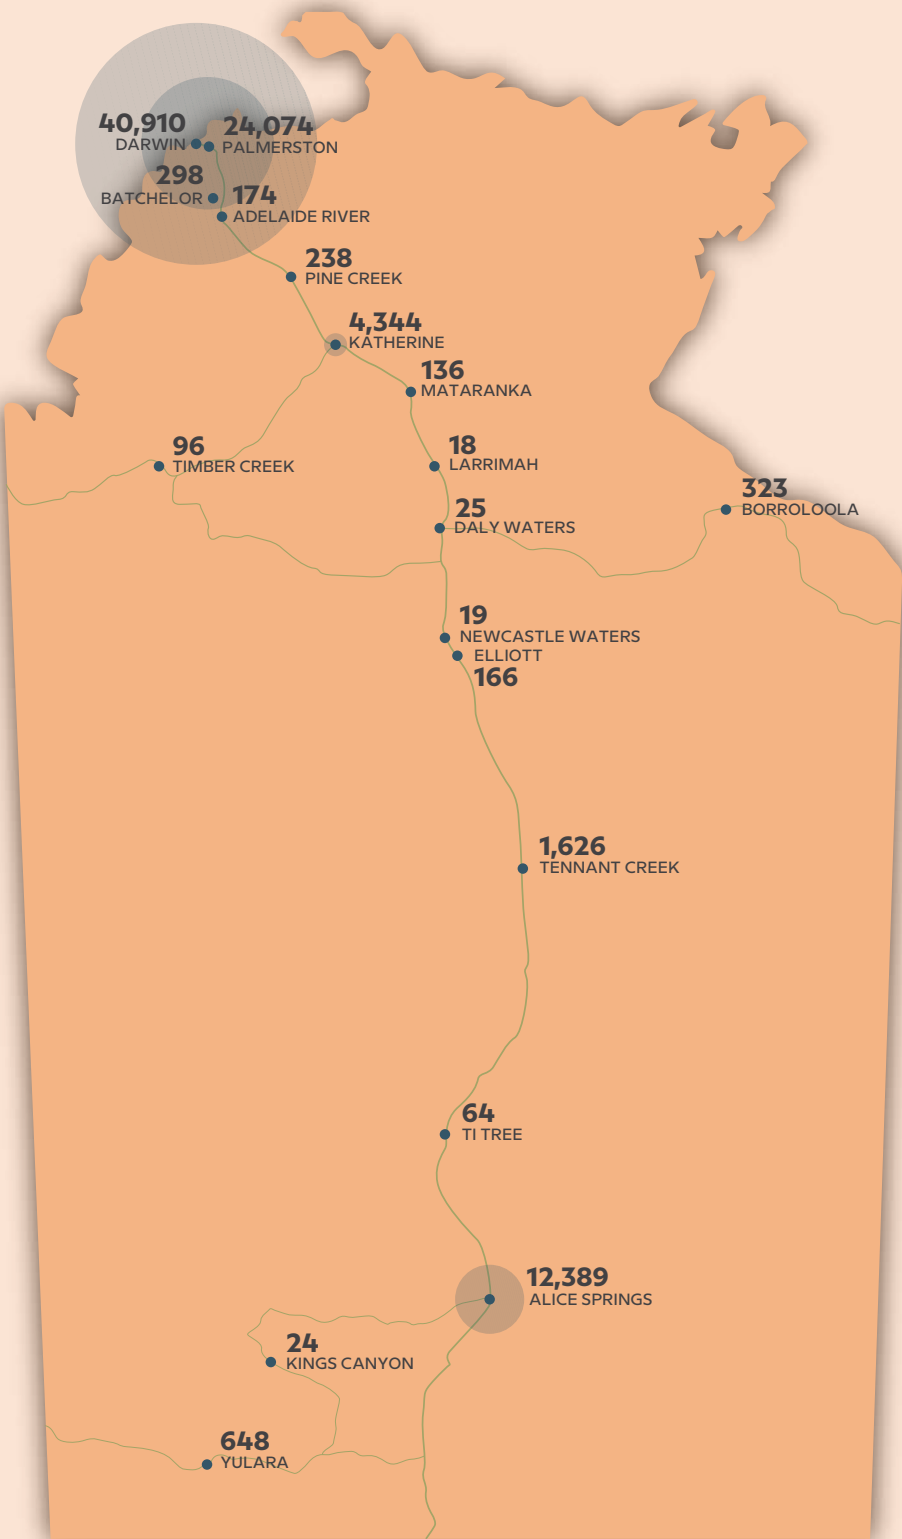 40,910
DARWIN
24,074
PALMERSTON
298
BATCHELOR
174
ADELAIDE RIVER
238
PINE CREEK
4,344
KATHERINE
136
MATARANKA
96
TIMBER CREEK
18
LARRIMAH
323
BORROLOOLA
25
DALY WATERS
19
NEWCASTLE WATERS
ELLIOTT
166
1,626
TENNANT CREEK
64
TI TREE
12,389
ALICE SPRINGS
24
KINGS CANYON
648
YULARA